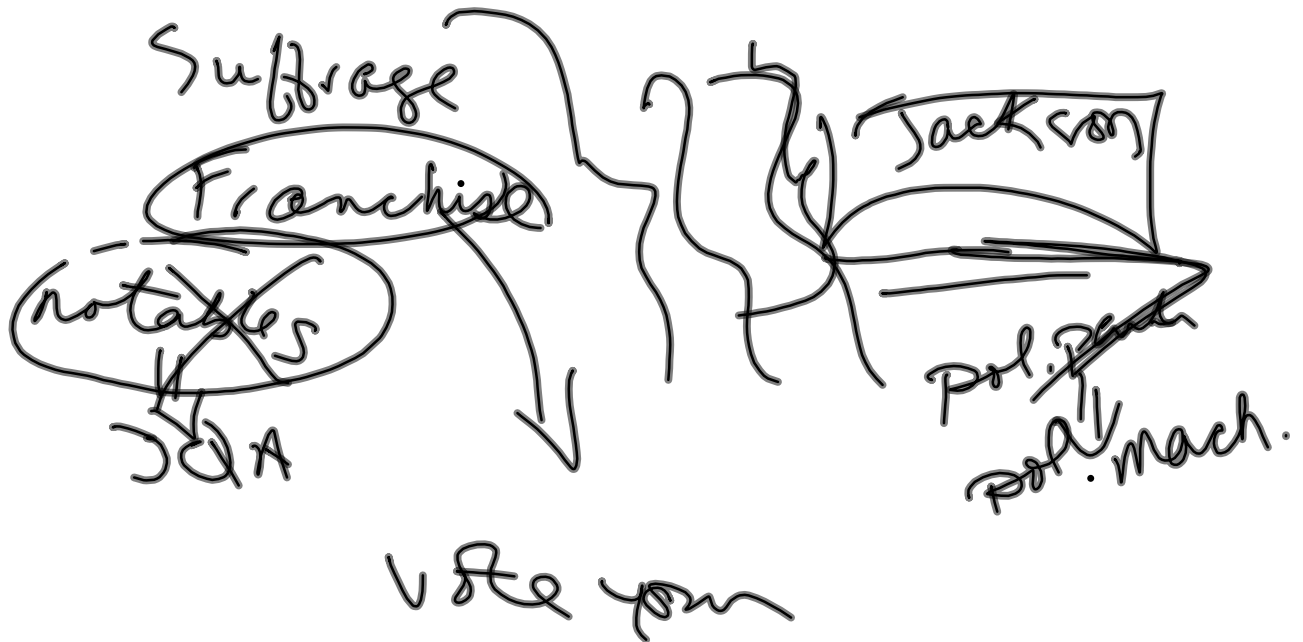 Suffrage
Franchise
notables
JQA
Jackson
pol.
pol. mach.
vote your